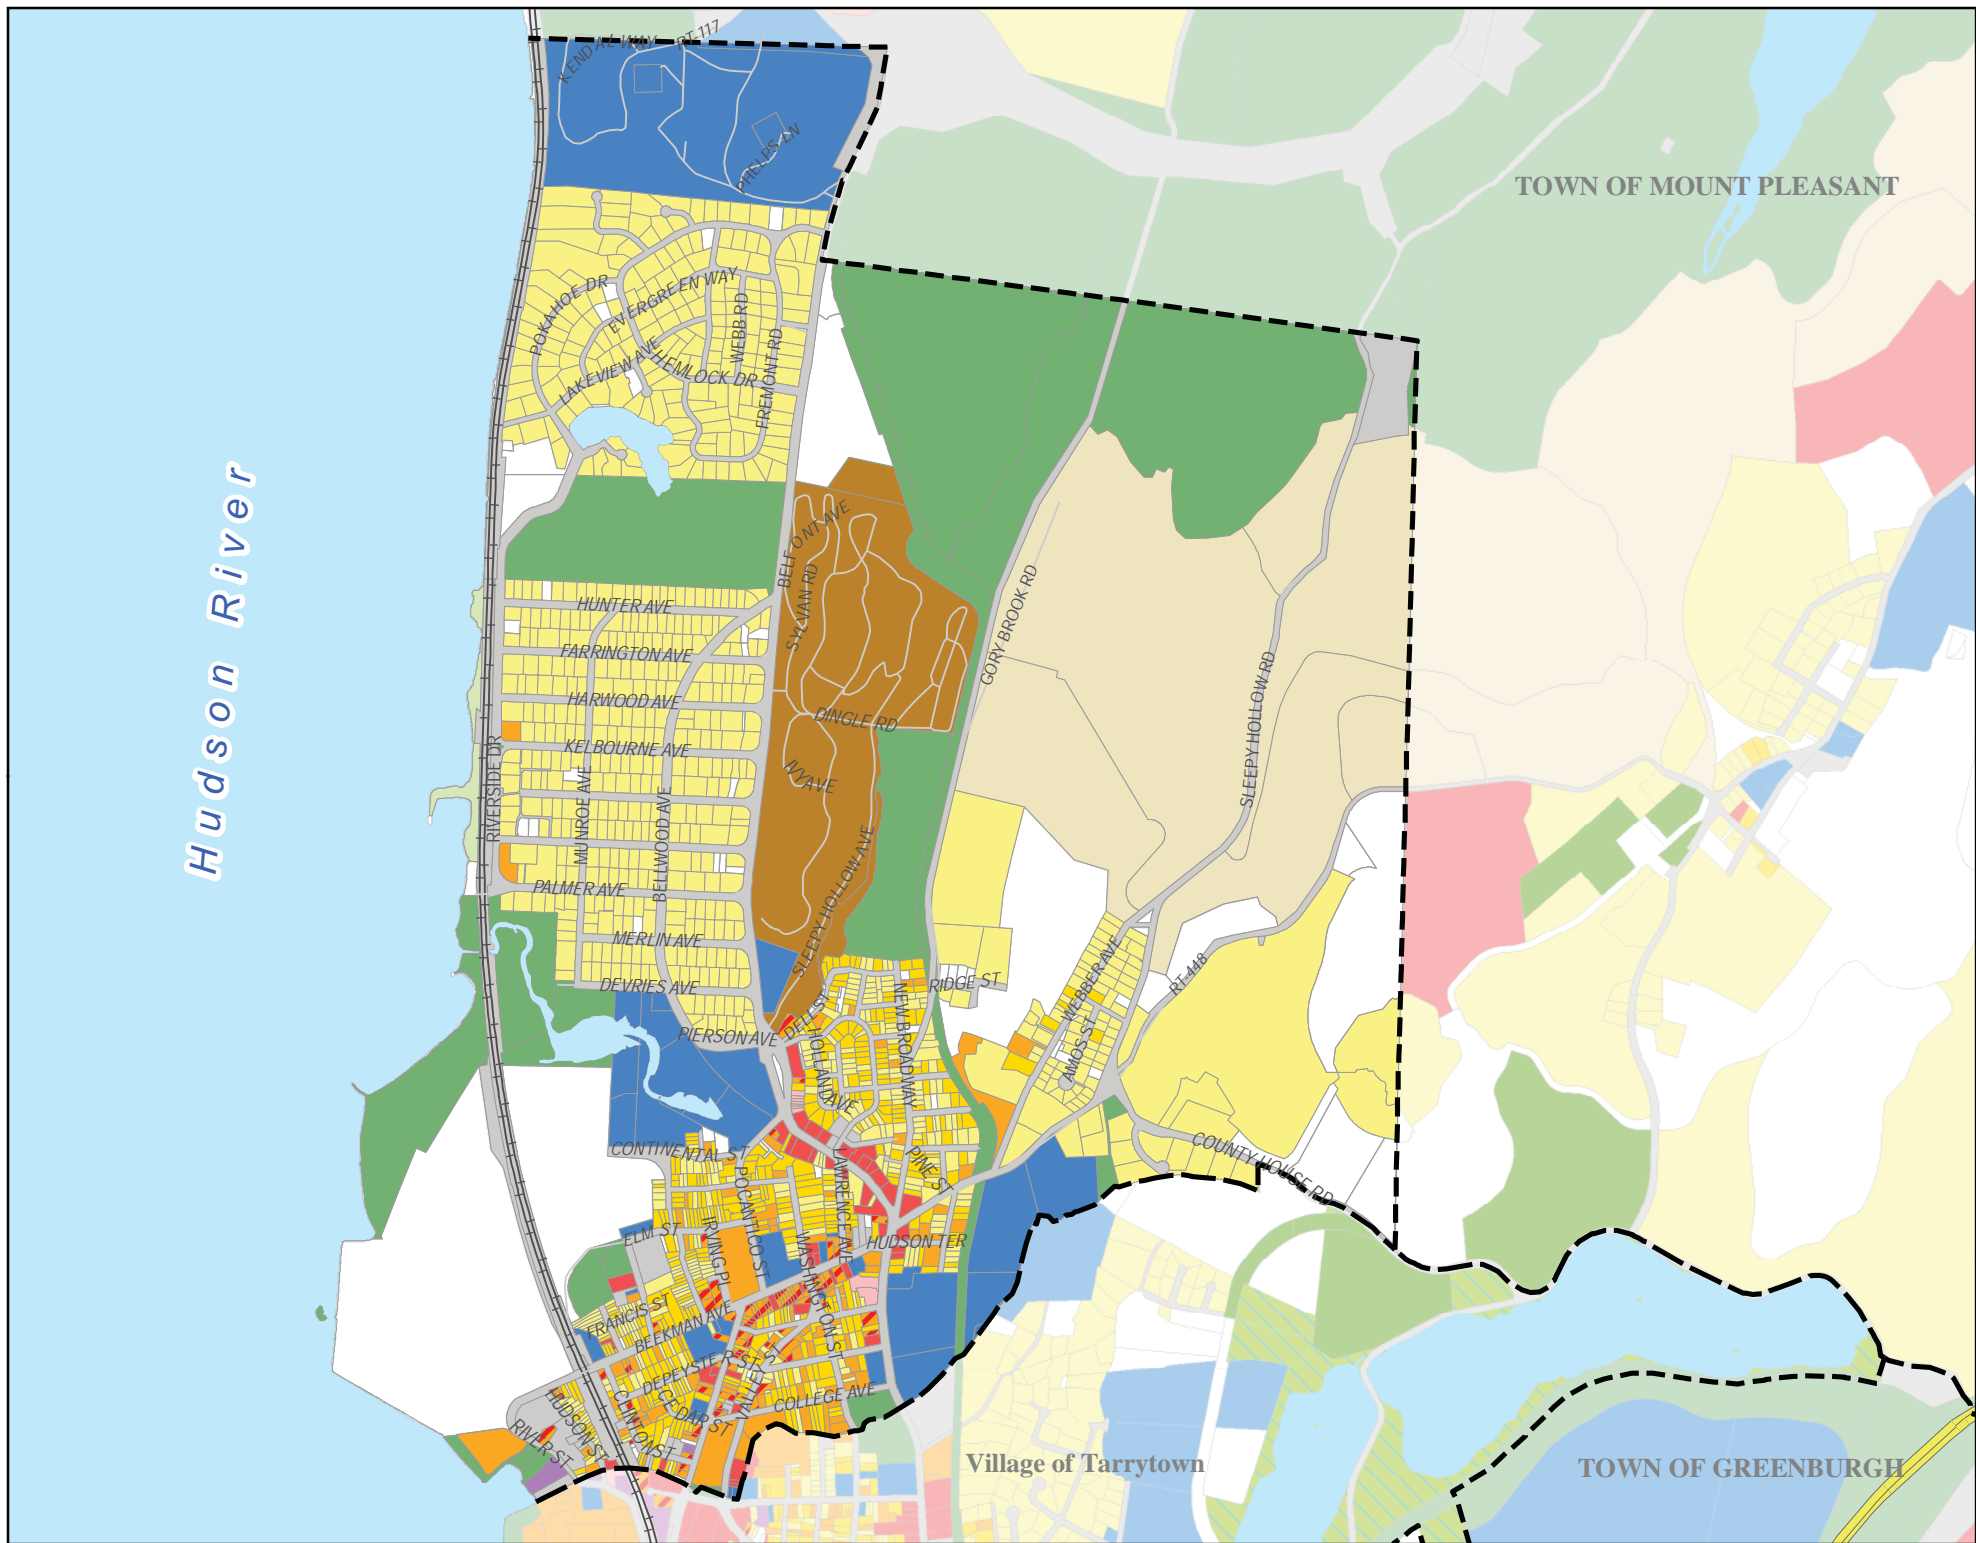 KENDAL WAY
RT-117
PHELPS LN
TOWN OF MOUNT PLEASANT
POKAHOE DR
EVERGREEN WAY
WEBB RD
LAKEVIEW AVE
HEMLOCK DR
FREMONT RD
Hudson River
BELFONT AVE
SYLVAN RD
HUNTER AVE
GORY BROOK RD
FARRINGTON AVE
HARWOOD AVE
DINGLE RD
SLEEPY HOLLOW RD
KELBOURNE AVE
RIVERSIDE DR
MUNROE AVE
IVY AVE
BELLWOOD AVE
PALMER AVE
SLEEPY HOLLOW AVE
MERLIN AVE
WEBBER AVE
DEVRIES AVE
RIDGE ST
RT-448
NEW BROADWAY
DELL ST
PIERSON AVE
HOLLAND AVE
AMOS ST
CONTINENTAL ST
LAWRENCE AVE
PINE ST
COUNTY HOUSE RD
POCANTICO ST
ELM ST
IRVING PL
WASHINGTON ST
HUDSON TER
FRANCIS ST
BEEKMAN AVE
DEPEYSTER ST
VALLEY ST
COLLEGE AVE
CEDAR ST
CLINTON ST
HUDSON ST
RIVER ST
Village of Tarrytown
TOWN OF GREENBURGH